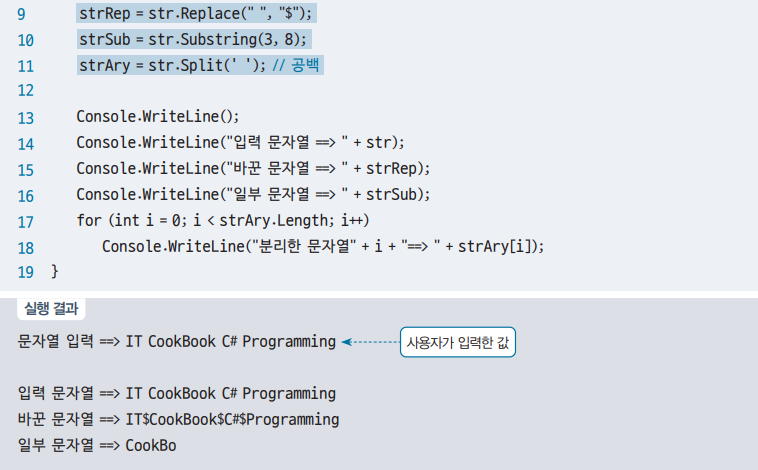 9 strRep = str.Replace(" ", "$");
10 strSub = str.Substring(3, 8);
11 strAry = str.Split(' '); // 공백
12
13 Console.WriteLine();
14 Console.WriteLine("입력 문자열 ==> " + str);
15 Console.WriteLine("바꾼 문자열 ==> " + strRep);
16 Console.WriteLine("일부 문자열 ==> " + strSub);
17 for (int i = 0; i < strAry.Length; i++)
18 Console.WriteLine("분리한 문자열" + i + "==> " + strAry[i]);
19 }
실행 결과
문자열 입력 ==> IT CookBook C# Programming 사용자가 입력한 값
입력 문자열 ==> IT CookBook C# Programming
바꾼 문자열 ==> IT$CookBook$C#$Programming
일부 문자열 ==> CookBo